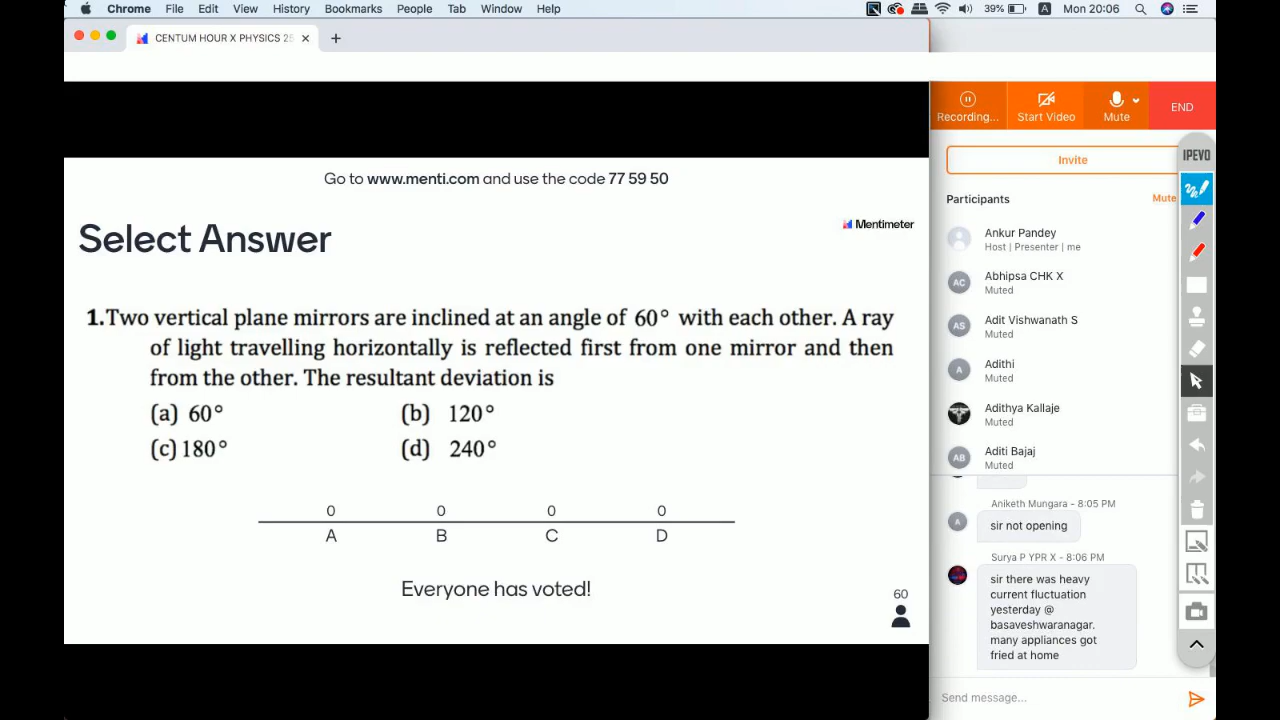 Chrome File Edit View History Bookmarks People Tab Window Help 39% A Mon 20:06
CENTUM HOUR X PHYSICS 25
Go to www.menti.com and use the code 77 59 50
Mentimeter
Select Answer
1.Two vertical plane mirrors are inclined at an angle of 60° with each other. A ray
of light travelling horizontally is reflected first from one mirror and then
from the other. The resultant deviation is
(a) 60° (b) 120°
(c) 180° (d) 240°
0 0 0 0
A B C D
Everyone has voted!
60
Recording... Start Video Mute END
Invite
Participants Mute
Ankur Pandey
Host | Presenter | me
AC Abhipsa CHK X
Muted
AS Adit Vishwanath S
Muted
A Adithi
Muted
Adithya Kallaje
Muted
AB Aditi Bajaj
Muted
Aniketh Mungara - 8:05 PM
A sir not opening
Surya P YPR X - 8:06 PM
sir there was heavy
current fluctuation
yesterday @
basaveshwaranagar.
many appliances got
fried at home
Send message...
IPEVO